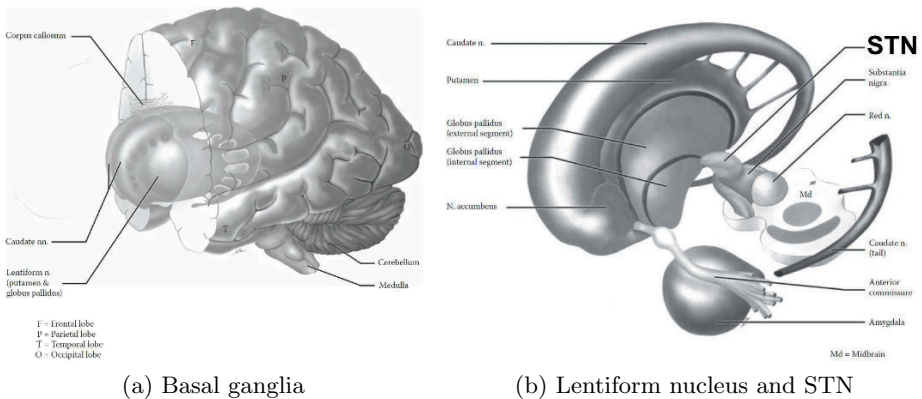 Corpus callosum
F
P
O
T
Caudate nn.
Lentiform n.
(putamen &
globus pallidus)
Cerebellum
Medulla
F = Frontal lobe
P = Parietal lobe
T = Temporal lobe
O = Occipital lobe
(a) Basal ganglia
Caudate n.
Putamen
Globus pallidus
(external segment)
Globus pallidus
(internal segment)
N. accumbens
STN
Substantia
nigra
Red n.
Md
Caudate n.
(tail)
Anterior
commissure
Amygdala
Md = Midbrain
(b) Lentiform nucleus and STN